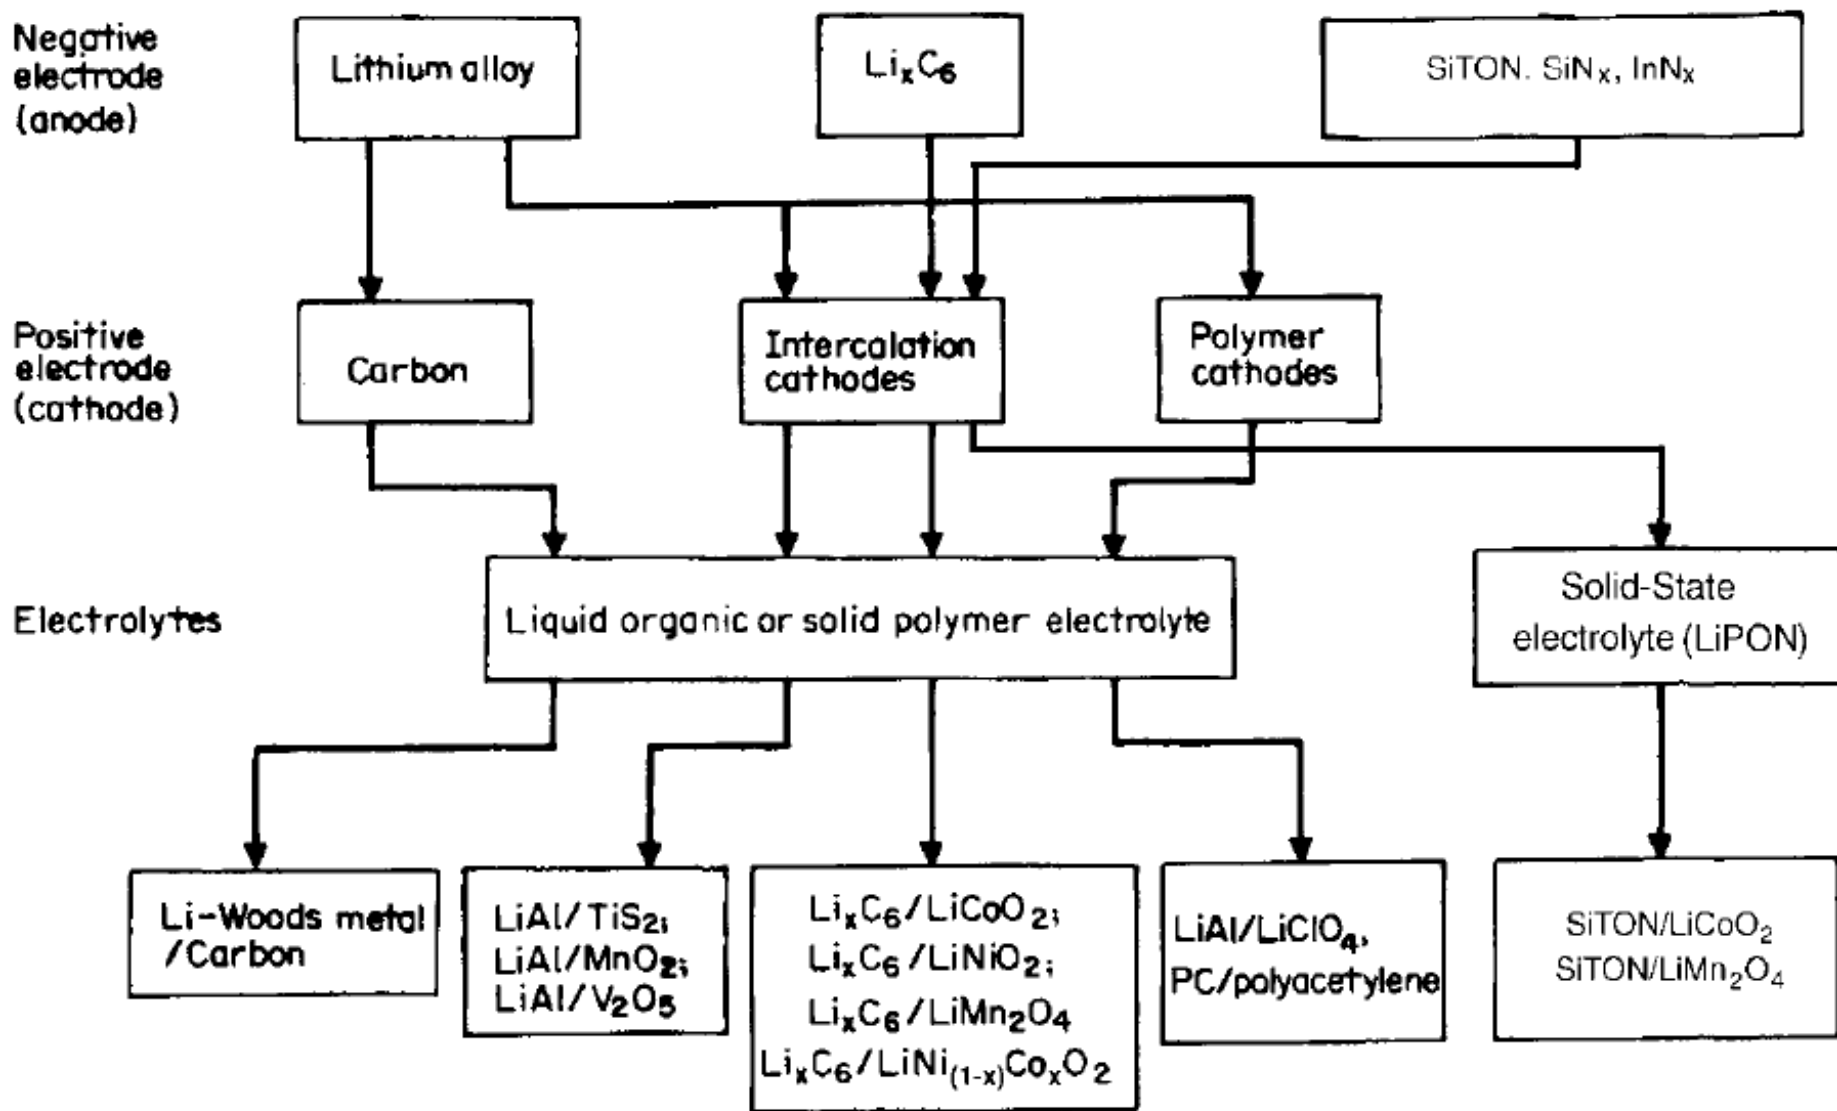 Negative
electrode
(anode)
Lithium alloy
LiₓC₆
SiTON. SiNₓ, InNₓ
Positive
electrode
(cathode)
Carbon
Intercalation
cathodes
Polymer
cathodes
Electrolytes
Liquid organic or solid polymer electrolyte
Solid-State
electrolyte (LiPON)
Li-Woods metal
/Carbon
LiAl/TiS₂;
LiAl/MnO₂;
LiAl/V₂O₅
LiₓC₆/LiCoO₂;
LiₓC₆/LiNiO₂;
LiₓC₆/LiMn₂O₄
LiₓC₆/LiNi₍₁₋ₓ₎CoₓO₂
LiAl/LiClO₄,
PC/polyacetylene
SiTON/LiCoO₂
SiTON/LiMn₂O₄